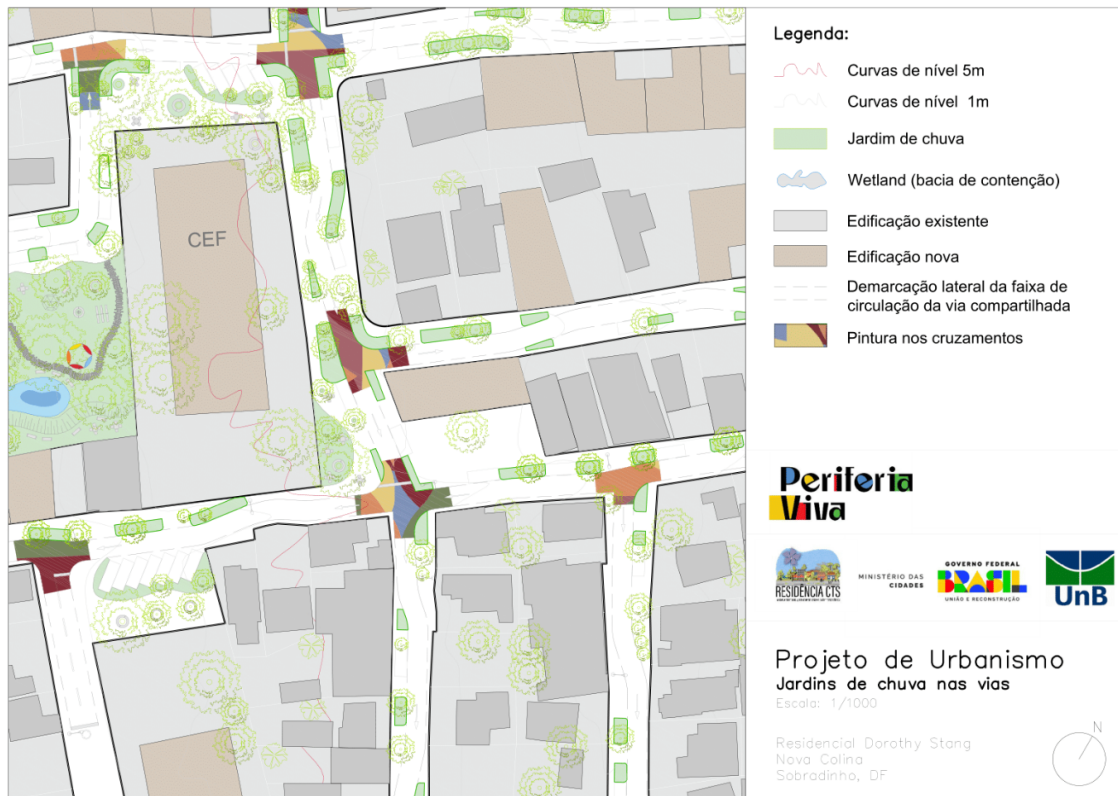 CEF
Legenda:
Curvas de nível 5m
Curvas de nível 1m
Jardim de chuva
Wetland (bacia de contenção)
Edificação existente
Edificação nova
Demarcação lateral da faixa de
circulação da via compartilhada
Pintura nos cruzamentos
Periferia
Viva
RESIDÊNCIA CTS
MINISTÉRIO DAS
CIDADES
GOVERNO FEDERAL
BRASIL
UNIÃO E RECONSTRUÇÃO
UnB
Projeto de Urbanismo
Jardins de chuva nas vias
Escala: 1/1000
Residencial Dorothy Stang
Nova Colina
Sobradinho, DF
N